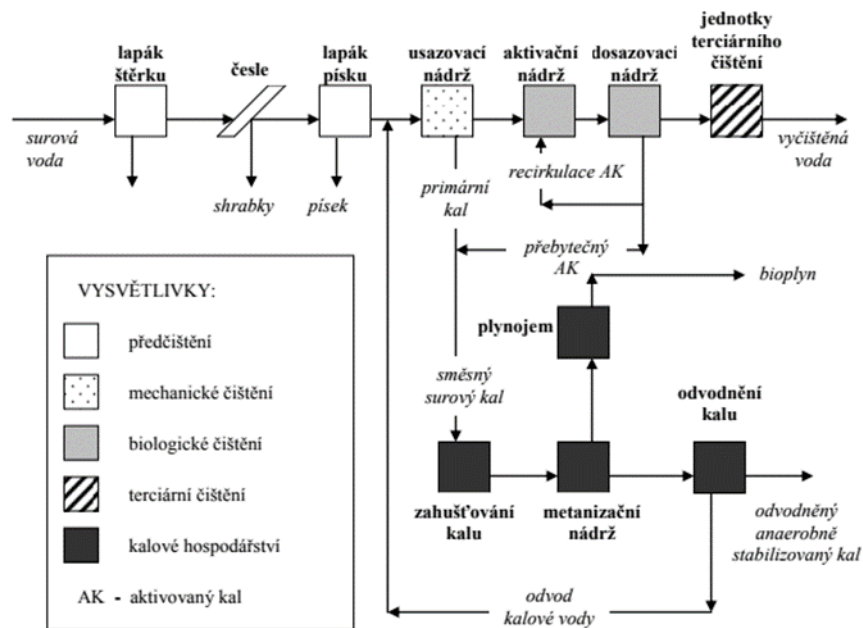 lapák
štěrku
česle
lapák
písku
usazovací
nádrž
aktivační
nádrž
dosazovací
nádrž
jednotky
terciárního
čištění
surová
voda
shrabky
písek
primární
kal
recirkulace AK
vyčištěná
voda
přebytečný
AK
bioplyn
plynojem
směsný
surový kal
odvodnění
kalu
zahušťování
kalu
metanizační
nádrž
odvodněný
anaerobně
stabilizovaný kal
odvod
kalové vody
VYSVĚTLIVKY:
předčištění
mechanické čištění
biologické čištění
terciární čištění
kalové hospodářství
AK - aktivovaný kal